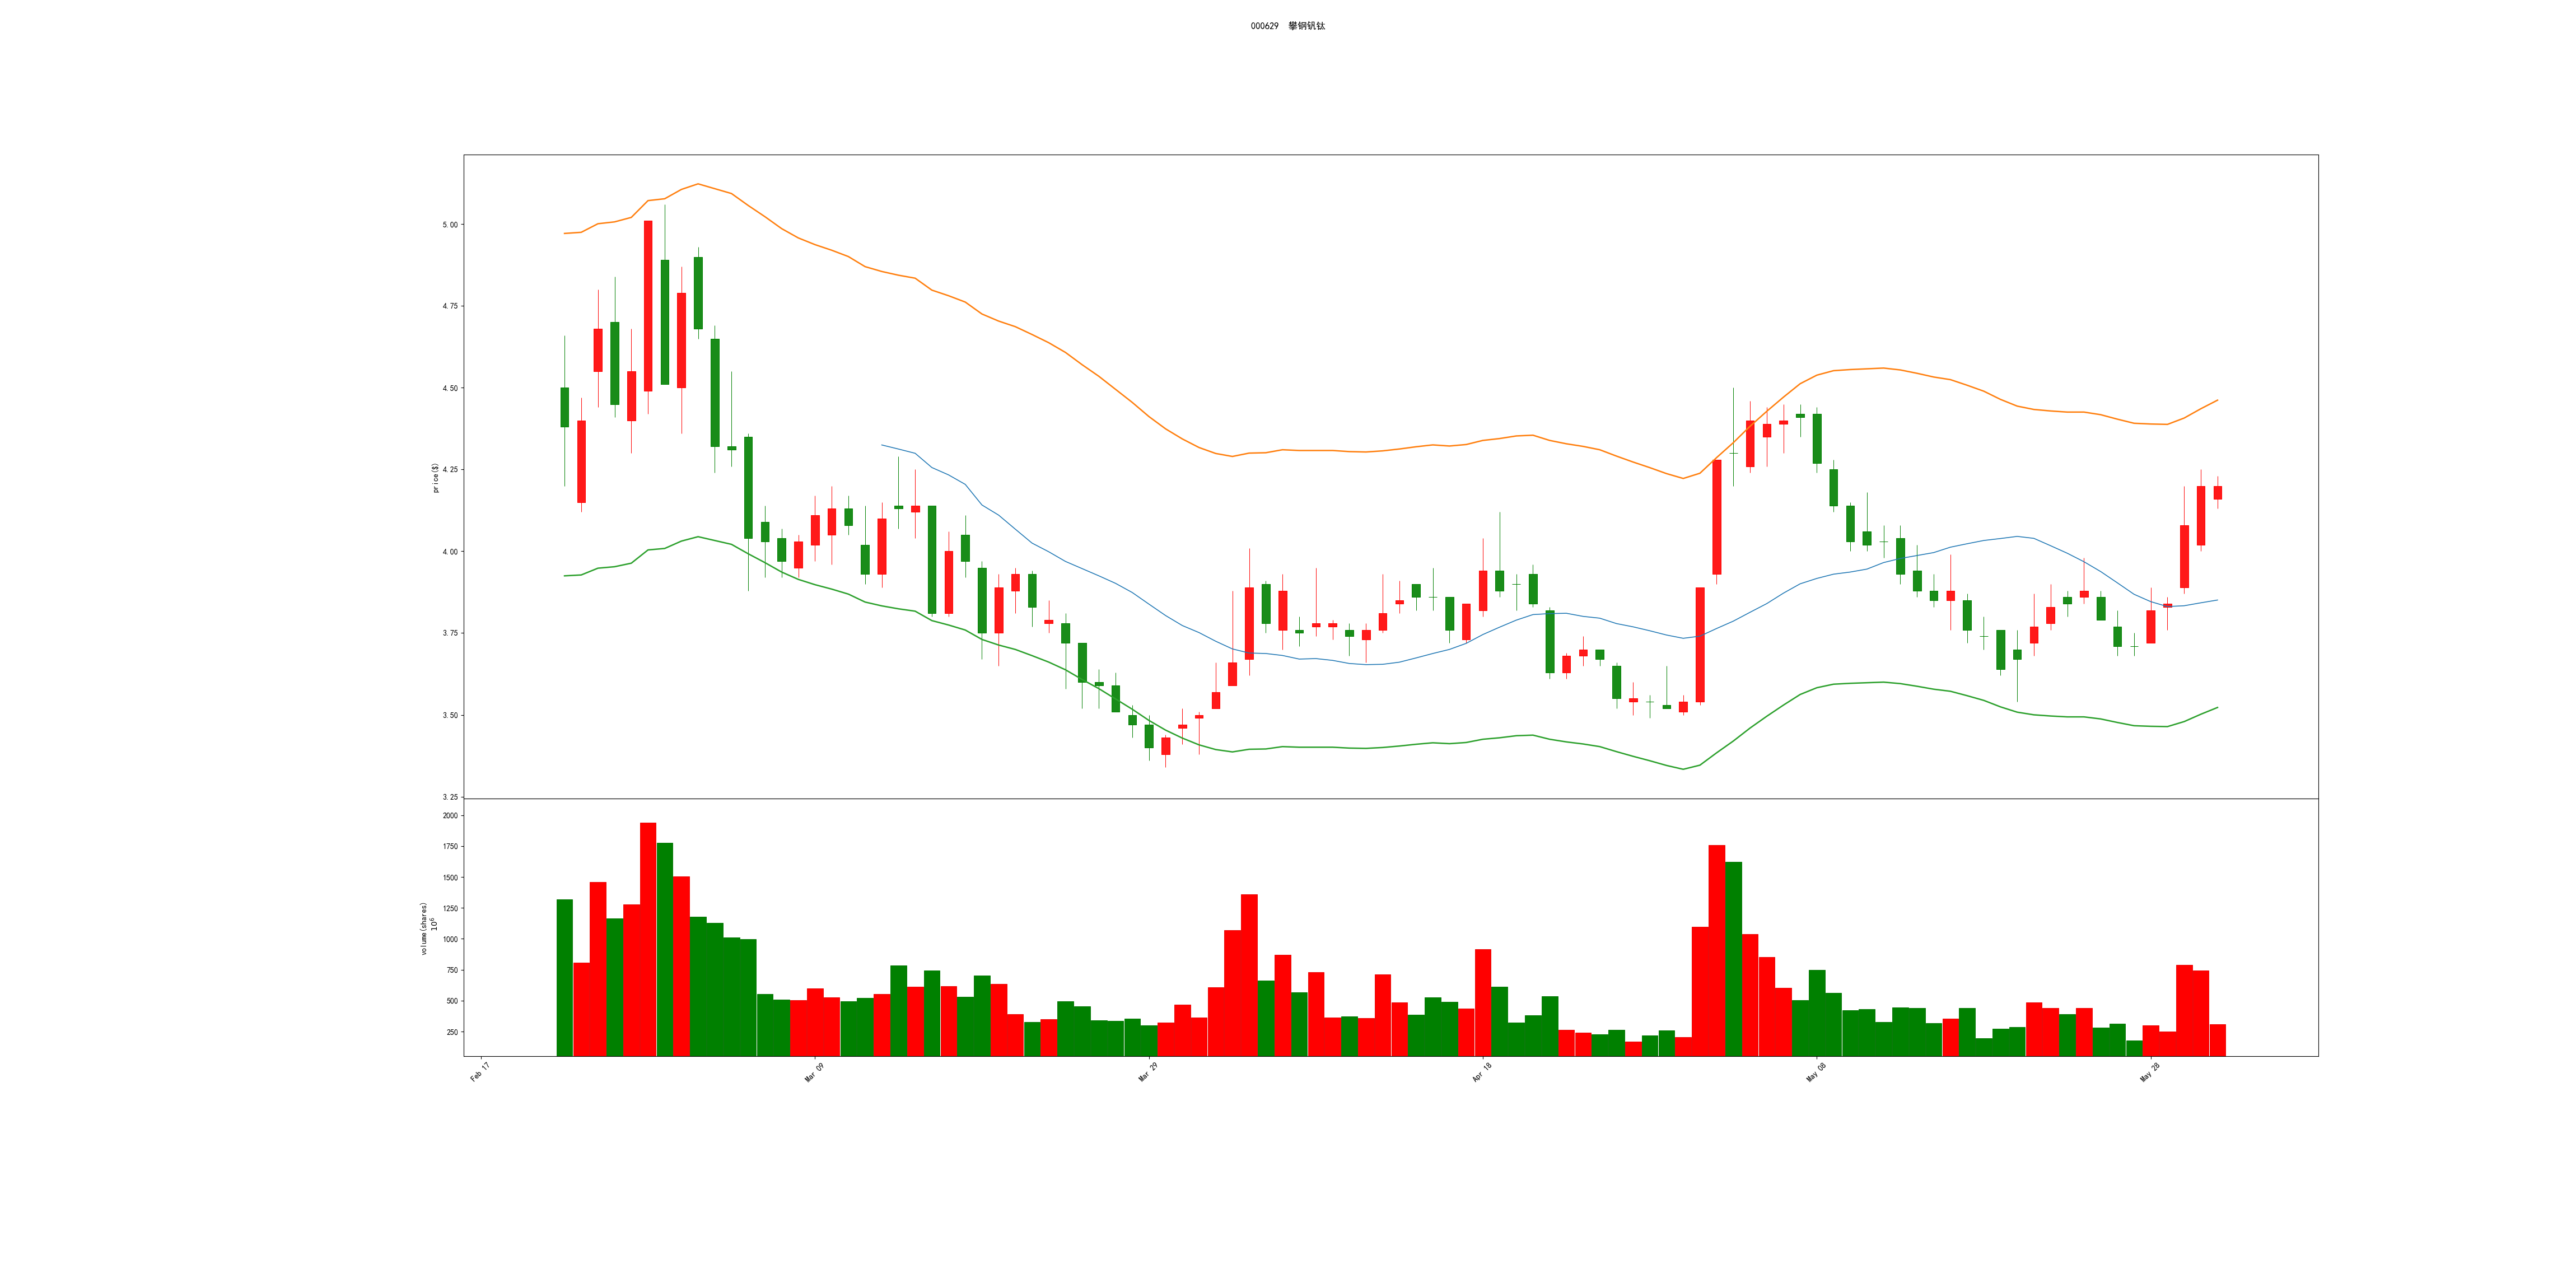 000629 攀钢钒钛
price($)
5.00
4.75
4.50
4.25
4.00
3.75
3.50
3.25
volume(shares)
10⁶
2000
1750
1500
1250
1000
750
500
250
Feb 17
Mar 09
Mar 29
Apr 18
May 08
May 28